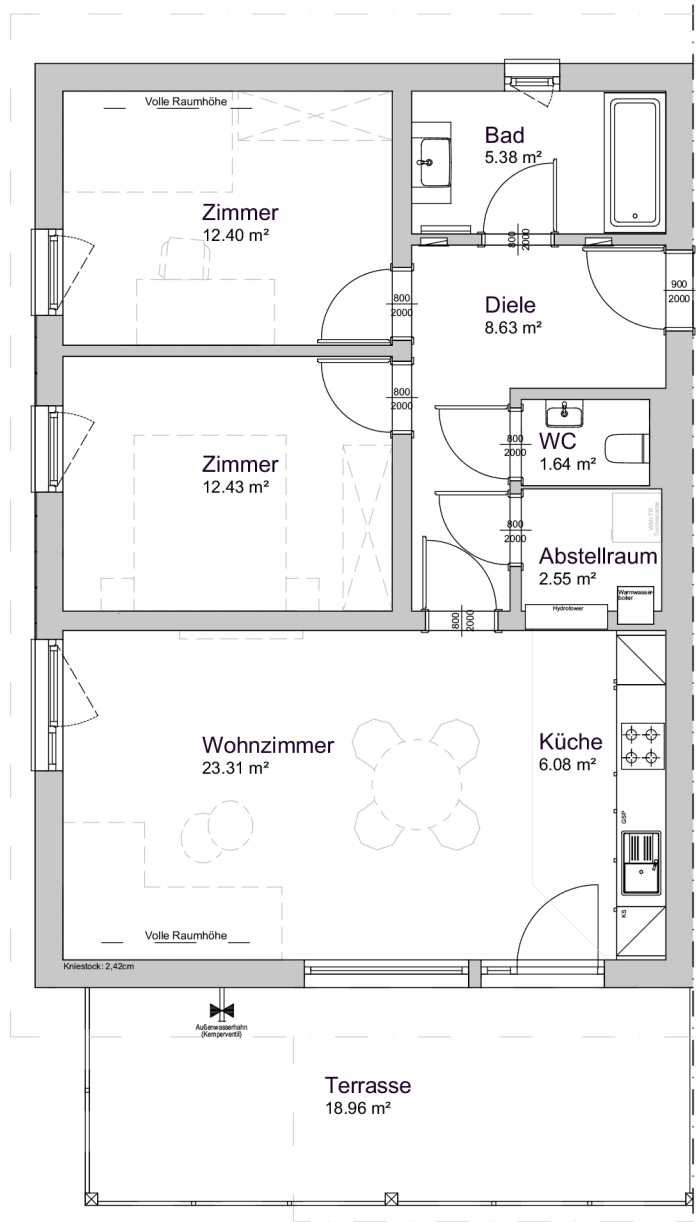 Volle Raumhöhe
Bad
5.38 m²
Zimmer
12.40 m²
800
2000
900
2000
Diele
8.63 m²
800
2000
800
2000
Zimmer
12.43 m²
800
2000
WC
1.64 m²
800
2000
WM+TR
Turmvariante
Abstellraum
2.55 m²
Warmwasser-
boiler
Hydrotower
800
2000
Wohnzimmer
23.31 m²
Küche
6.08 m²
GSP
KS
Volle Raumhöhe
Kniestock: 2,42cm
Außenwasserhahn
(Kemperventil)
Terrasse
18.96 m²